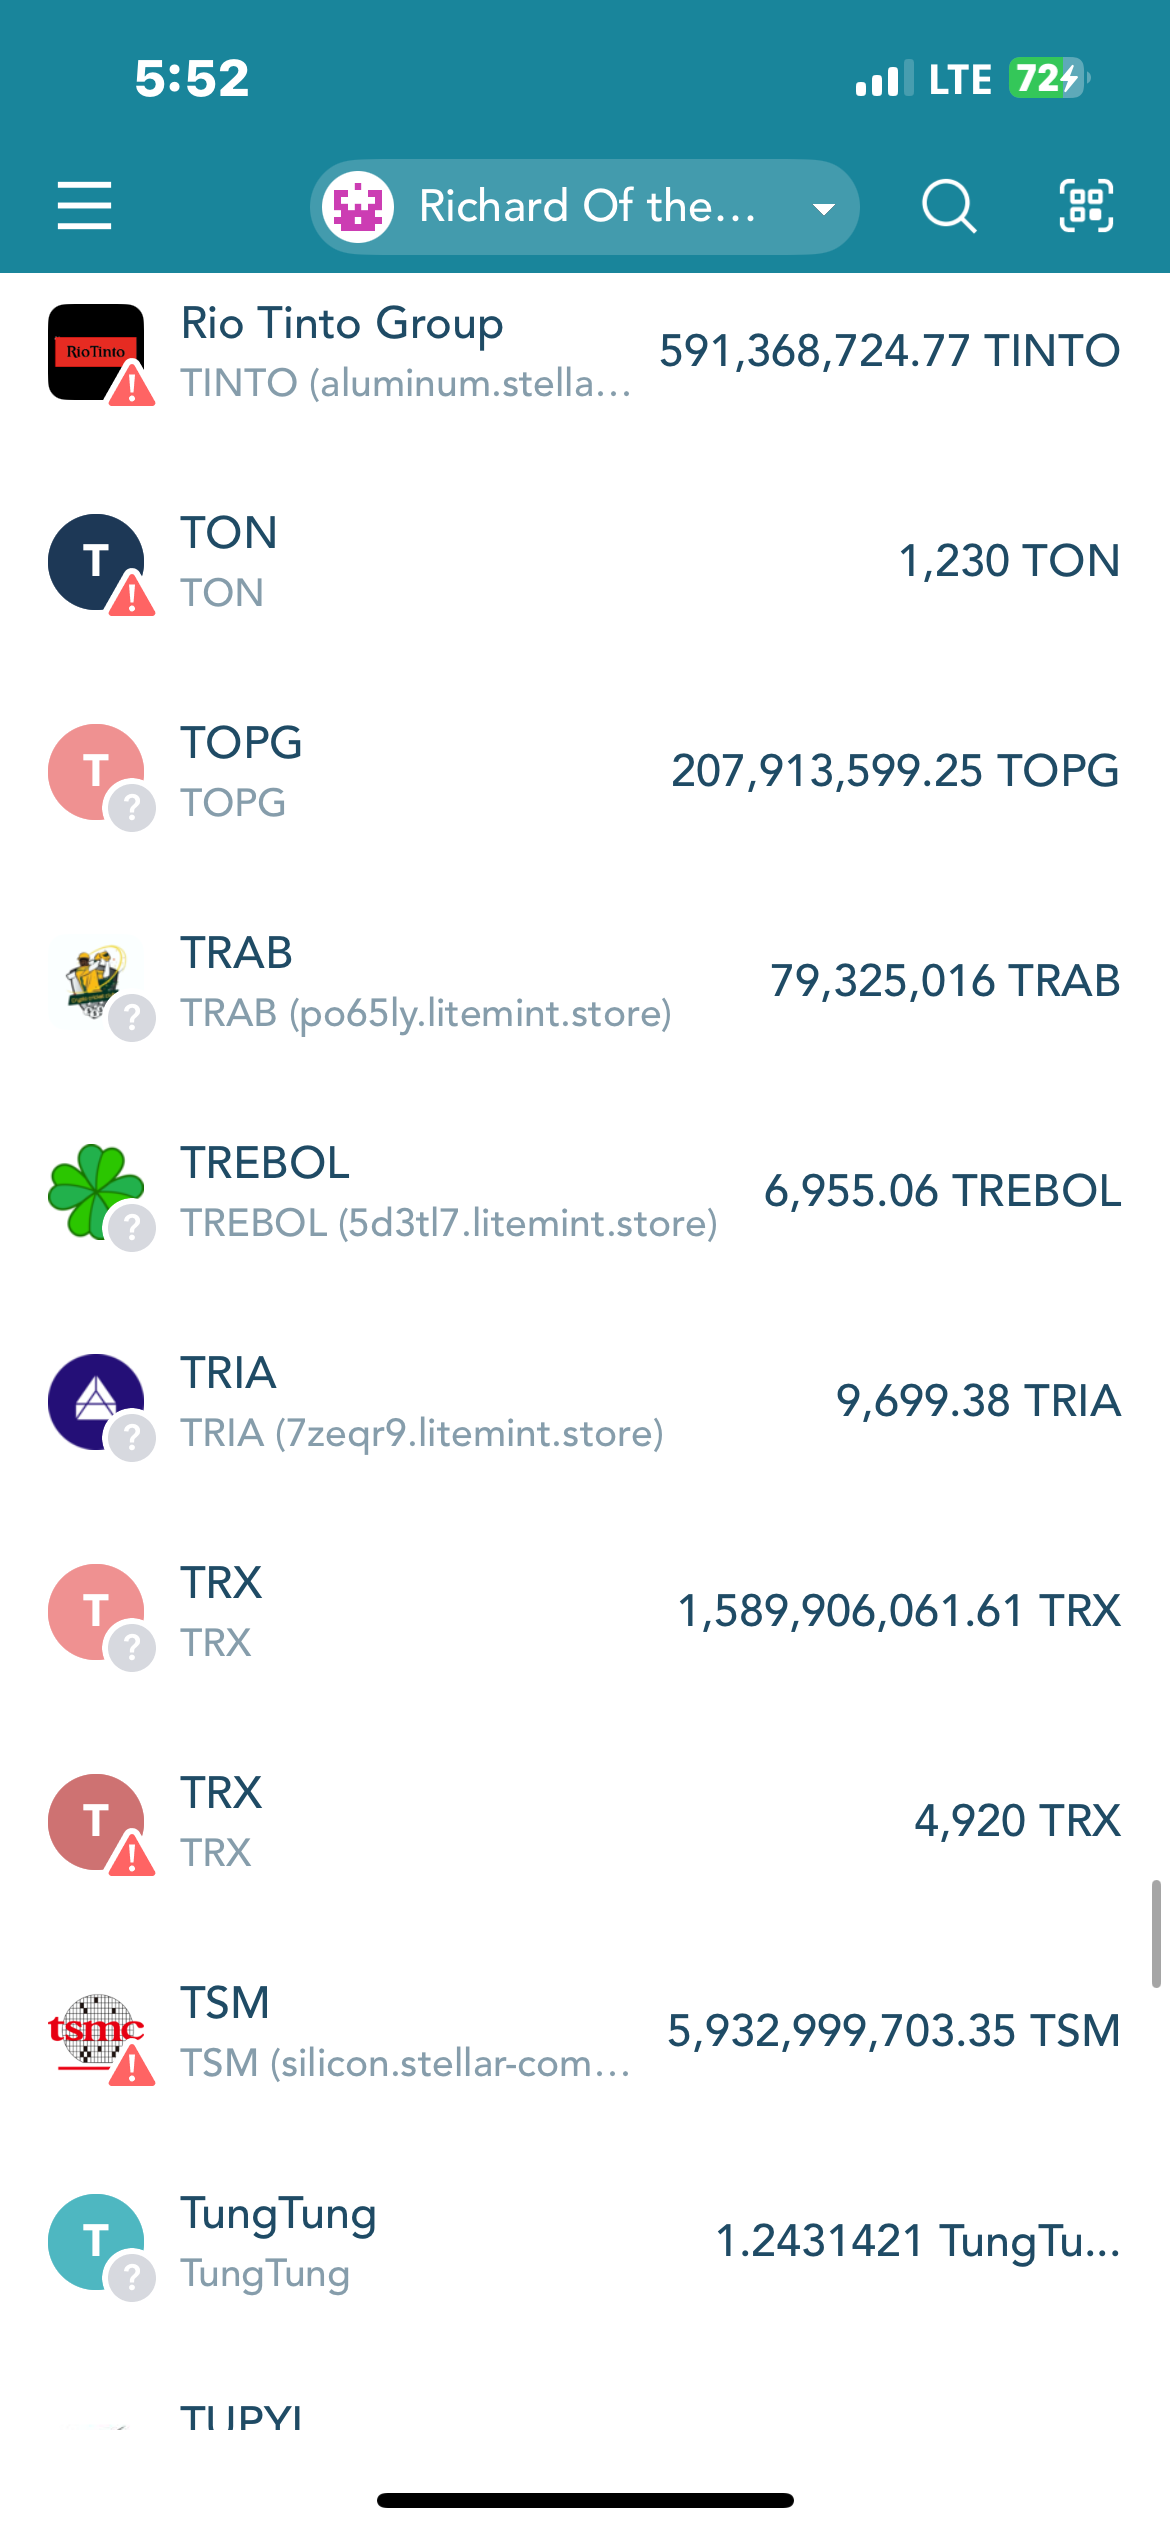 5:52
LTE 72
Richard Of the...
RioTinto
Rio Tinto Group
591,368,724.77 TINTO
TINTO (aluminum.stella...
T
TON
1,230 TON
TON
T
TOPG
207,913,599.25 TOPG
TOPG
?
TRAB
79,325,016 TRAB
TRAB (po65ly.litemint.store)
?
TREBOL
6,955.06 TREBOL
TREBOL (5d3tl7.litemint.store)
?
TRIA
9,699.38 TRIA
TRIA (7zeqr9.litemint.store)
?
T
TRX
1,589,906,061.61 TRX
TRX
?
T
TRX
4,920 TRX
TRX
tsmc
TSM
5,932,999,703.35 TSM
TSM (silicon.stellar-com...
T
TungTung
1.2431421 TungTu...
TungTung
?